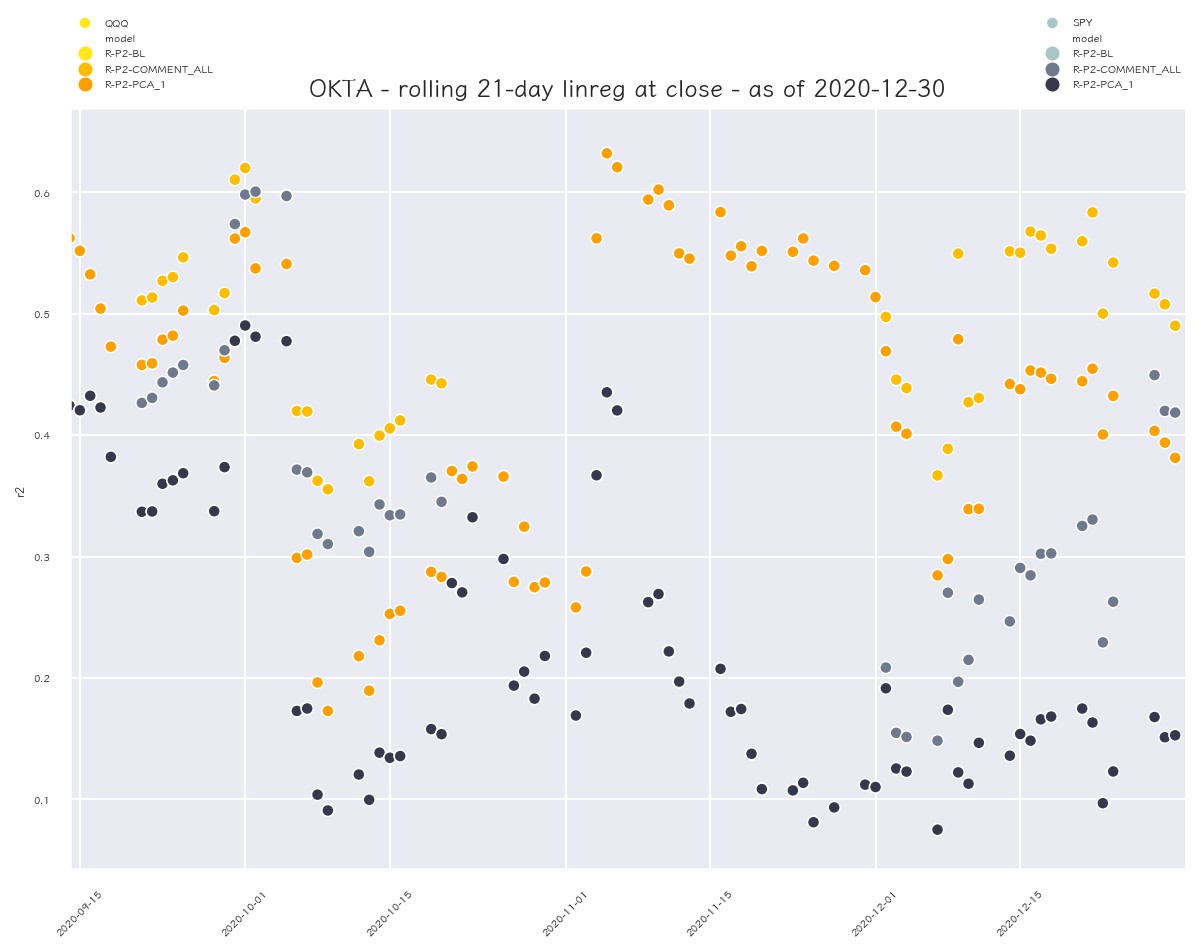 QQQ
model
R-P2-BL
R-P2-COMMENT_ALL
R-P2-PCA_1
SPY
model
R-P2-BL
R-P2-COMMENT_ALL
R-P2-PCA_1
OKTA - rolling 21-day linreg at close - as of 2020-12-30
0.6
0.5
0.4
0.3
0.2
0.1
r2
2020-09-15
2020-10-01
2020-10-15
2020-11-01
2020-11-15
2020-12-01
2020-12-15